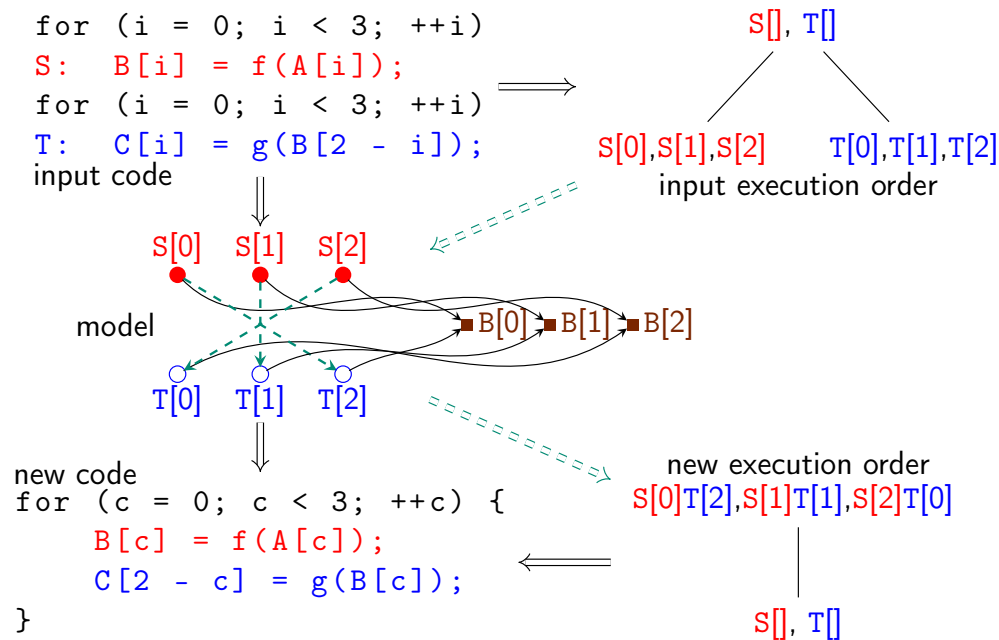 for (i = 0; i < 3; ++i)
S: B[i] = f(A[i]);
for (i = 0; i < 3; ++i)
T: C[i] = g(B[2 - i]);
input code
S[], T[]
S[0],S[1],S[2] T[0],T[1],T[2]
input execution order
S[0] S[1] S[2]
model
B[0] B[1] B[2]
T[0] T[1] T[2]
new code
for (c = 0; c < 3; ++c) {
B[c] = f(A[c]);
C[2 - c] = g(B[c]);
}
new execution order
S[0]T[2],S[1]T[1],S[2]T[0]
S[], T[]